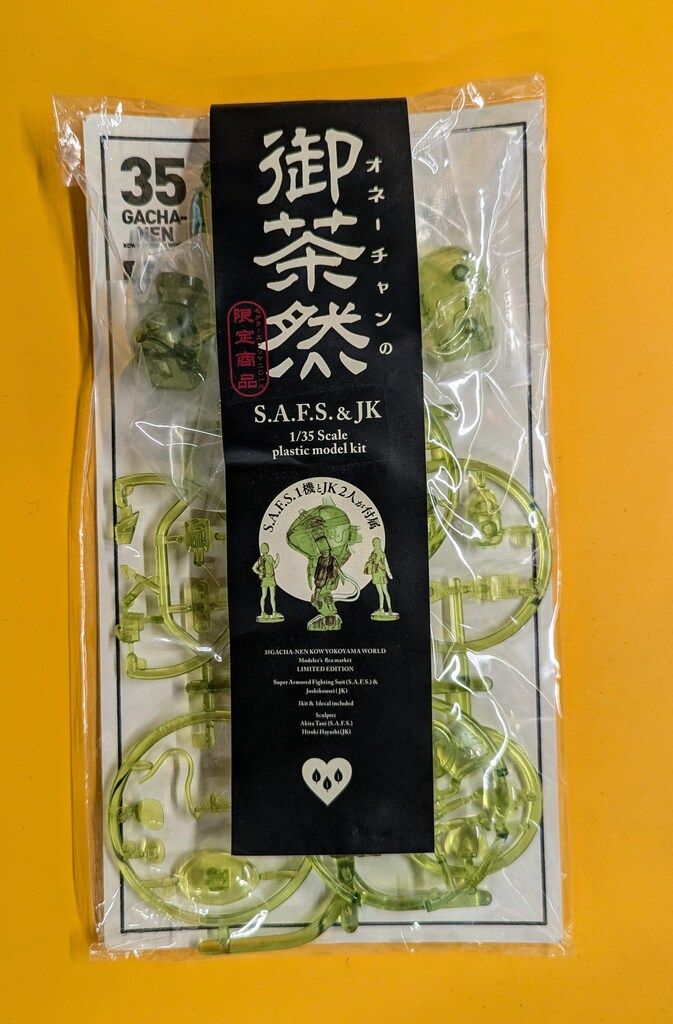 35
GACHA-
NEN
オネーチャンの
御茶然
限定商品
S.A.F.S. & JK
1/35 Scale
plastic model kit
S.A.F.S.1機とJK2人が付属
35GACHA-NEN KOW YOKOYAMA WORLD
Modeler's flea market
LIMITED EDITION
Super Armored Fighting Suit (S.A.F.S.) &
Joshikousei (JK)
1kit & 1decal included
Sculptor
Akita Tani (S.A.F.S.)
Hiroki Hayashi (JK)